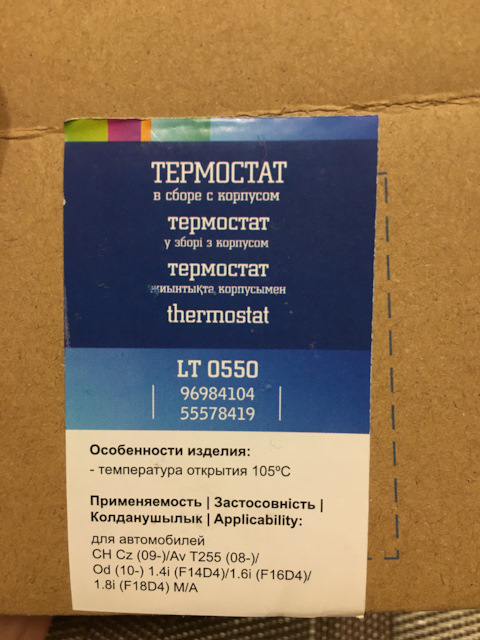 ТЕРМОСТАТ
в сборе с корпусом
термостат
у зборі з корпусом
термостат
жиынтықта корпусымен
thermostat
LT 0550
96984104
55578419
Особенности изделия:
- температура открытия 105ºС
Применяемость | Застосовність |
Колданушылык | Applicability:
для автомобилей
CH Cz (09-)/Av T255 (08-)/
Od (10-) 1.4i (F14D4)/1.6i (F16D4)/
1.8i (F18D4) M/A